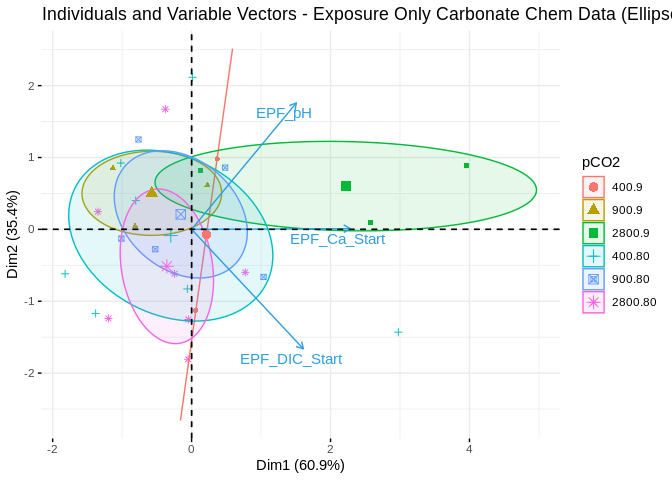 Individuals and Variable Vectors - Exposure Only Carbonate Chem Data (Ellips
2
1
0
-1
-2
Dim2 (35.4%)
EPF_pH
EPF_Ca_Start
EPF_DIC_Start
-2
0
2
4
Dim1 (60.9%)
pCO2
400.9
900.9
2800.9
400.80
900.80
2800.80